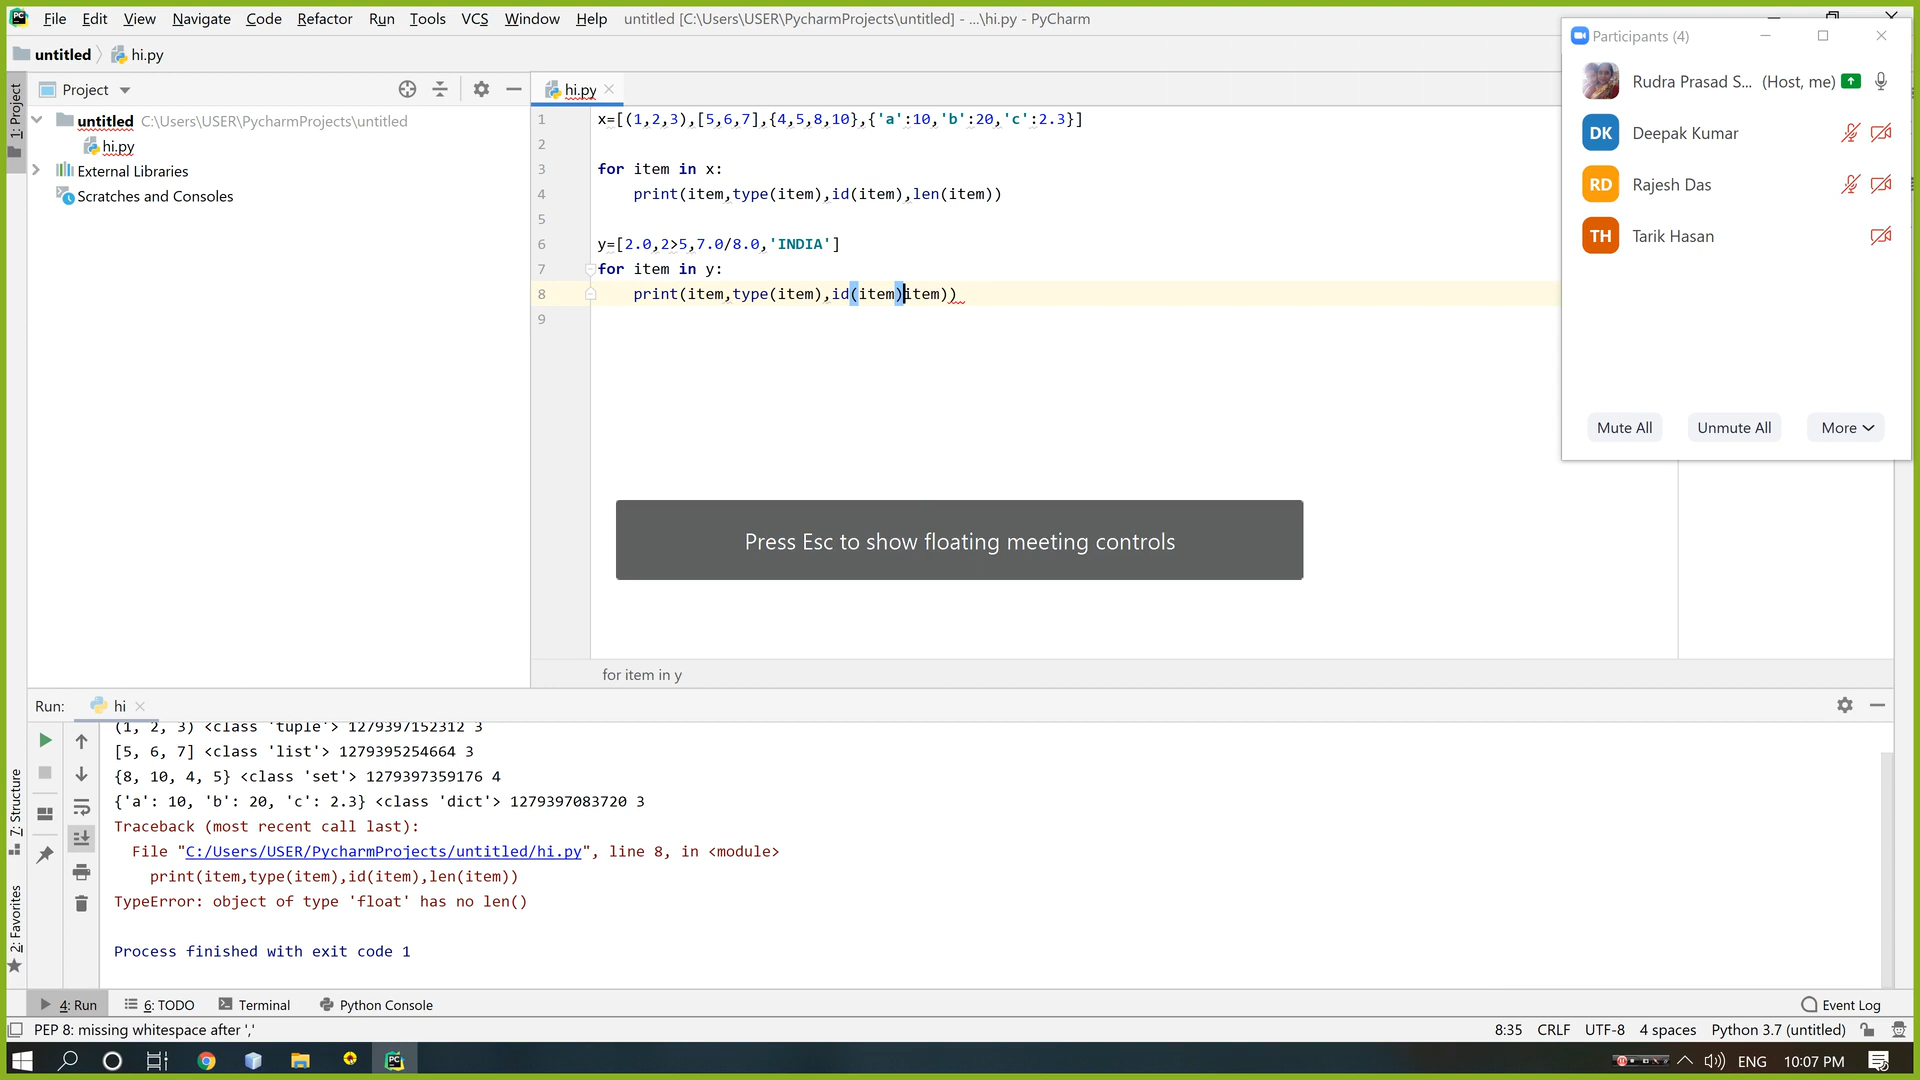 File Edit View Navigate Code Refactor Run Tools VCS Window Help untitled [C:\Users\USER\PycharmProjects\untitled] - ...\hi.py - PyCharm
untitled hi.py
Project
hi.py
1: Project
untitled C:\Users\USER\PycharmProjects\untitled
hi.py
External Libraries
Scratches and Consoles
1 x=[(1,2,3),[5,6,7],{4,5,8,10},{'a':10,'b':20,'c':2.3}]
2
3 for item in x:
4 print(item,type(item),id(item),len(item))
5
6 y=[2.0,2>5,7.0/8.0,'INDIA']
7 for item in y:
8 print(item,type(item),id(item)item))
9
for item in y
Participants (4)
Rudra Prasad S... (Host, me)
DK Deepak Kumar
RD Rajesh Das
TH Tarik Hasan
Mute All Unmute All More
Press Esc to show floating meeting controls
Run: hi
(1, 2, 3) <class 'tuple'> 1279397152312 3
[5, 6, 7] <class 'list'> 1279395254664 3
{8, 10, 4, 5} <class 'set'> 1279397359176 4
{'a': 10, 'b': 20, 'c': 2.3} <class 'dict'> 1279397083720 3
Traceback (most recent call last):
File "C:/Users/USER/PycharmProjects/untitled/hi.py", line 8, in <module>
print(item,type(item),id(item),len(item))
TypeError: object of type 'float' has no len()
Process finished with exit code 1
7: Structure
2: Favorites
4: Run 6: TODO Terminal Python Console Event Log
PEP 8: missing whitespace after ',' 8:35 CRLF UTF-8 4 spaces Python 3.7 (untitled)
ENG 10:07 PM